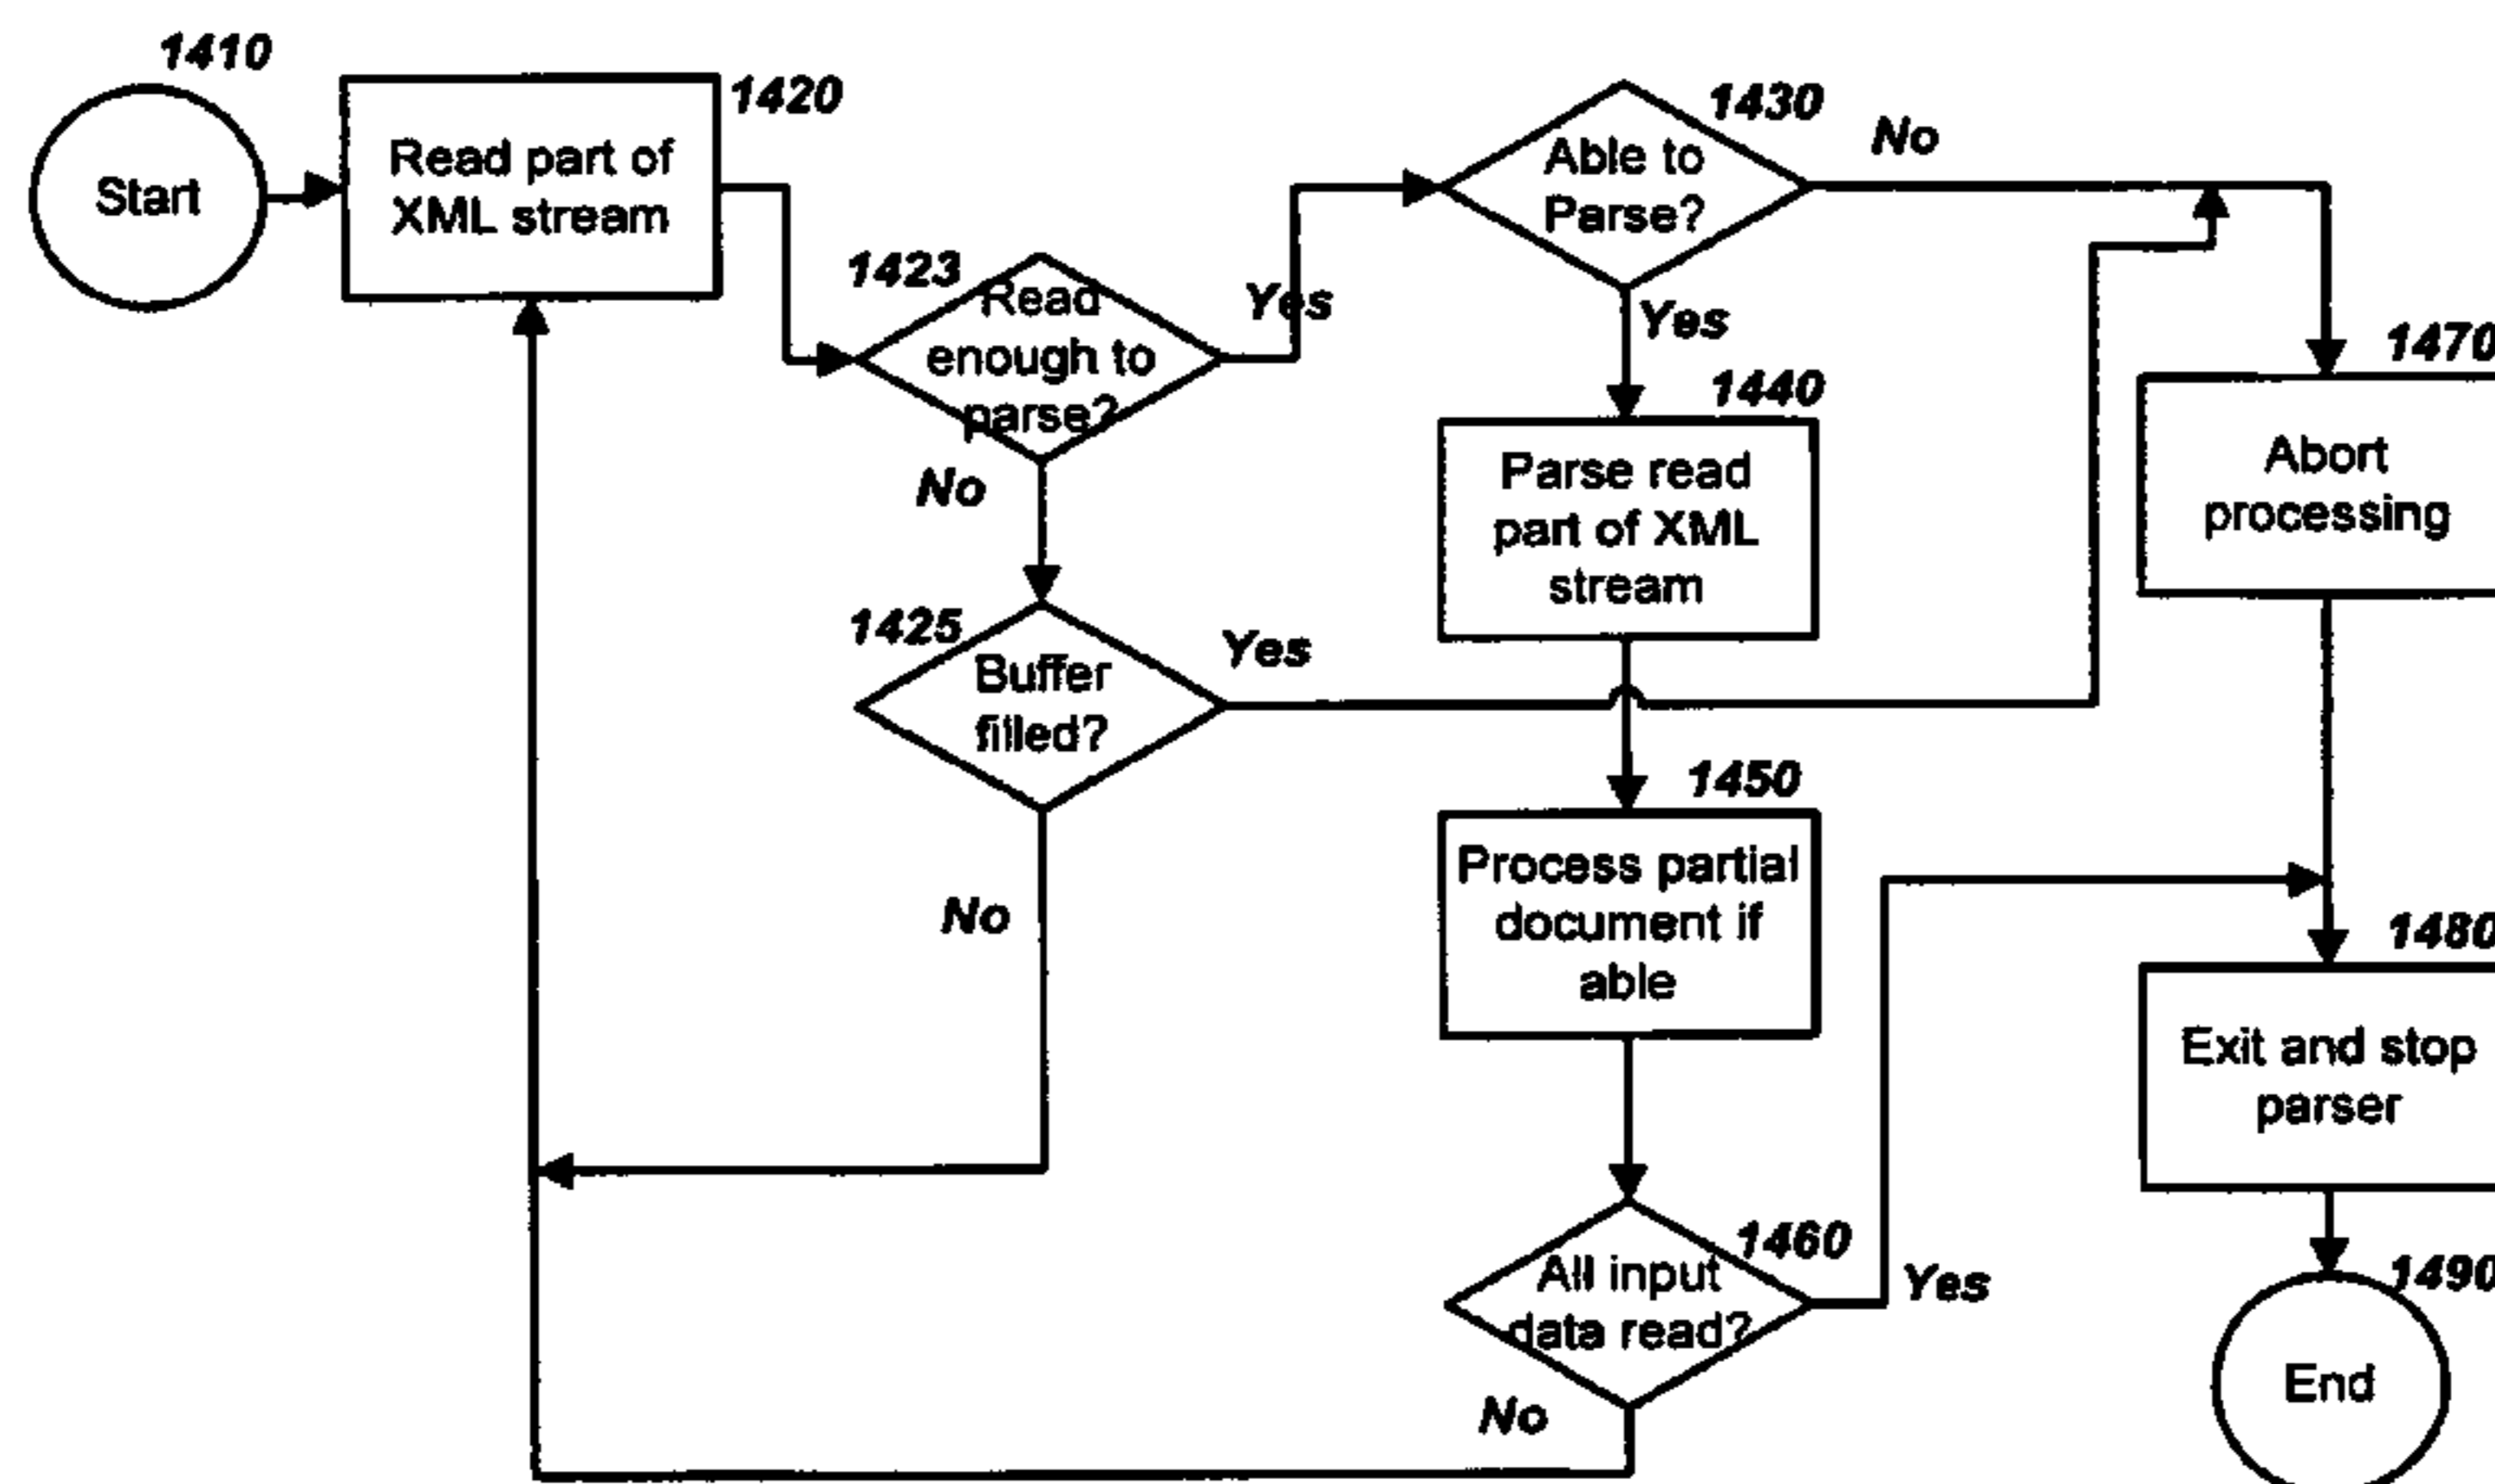 1410
Start
Read part of
XML stream
1420
1423
Read
enough to
parse?
Yes
No
1425
Buffer
filled?
Yes
No
1430
Able to
Parse?
No
Yes
1440
Parse read
part of XML
stream
1450
Process partial
document if
able
1460
All input
data read?
Yes
No
1470
Abort
processing
1480
Exit and stop
parser
1490
End